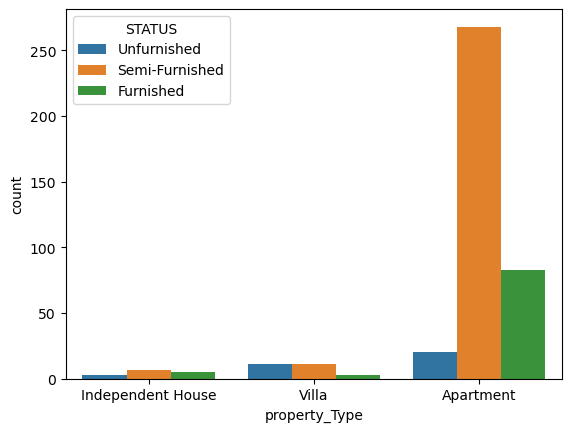 STATUS
Unfurnished
Semi-Furnished
Furnished
250
200
150
100
50
0
count
Independent House Villa Apartment
property_Type